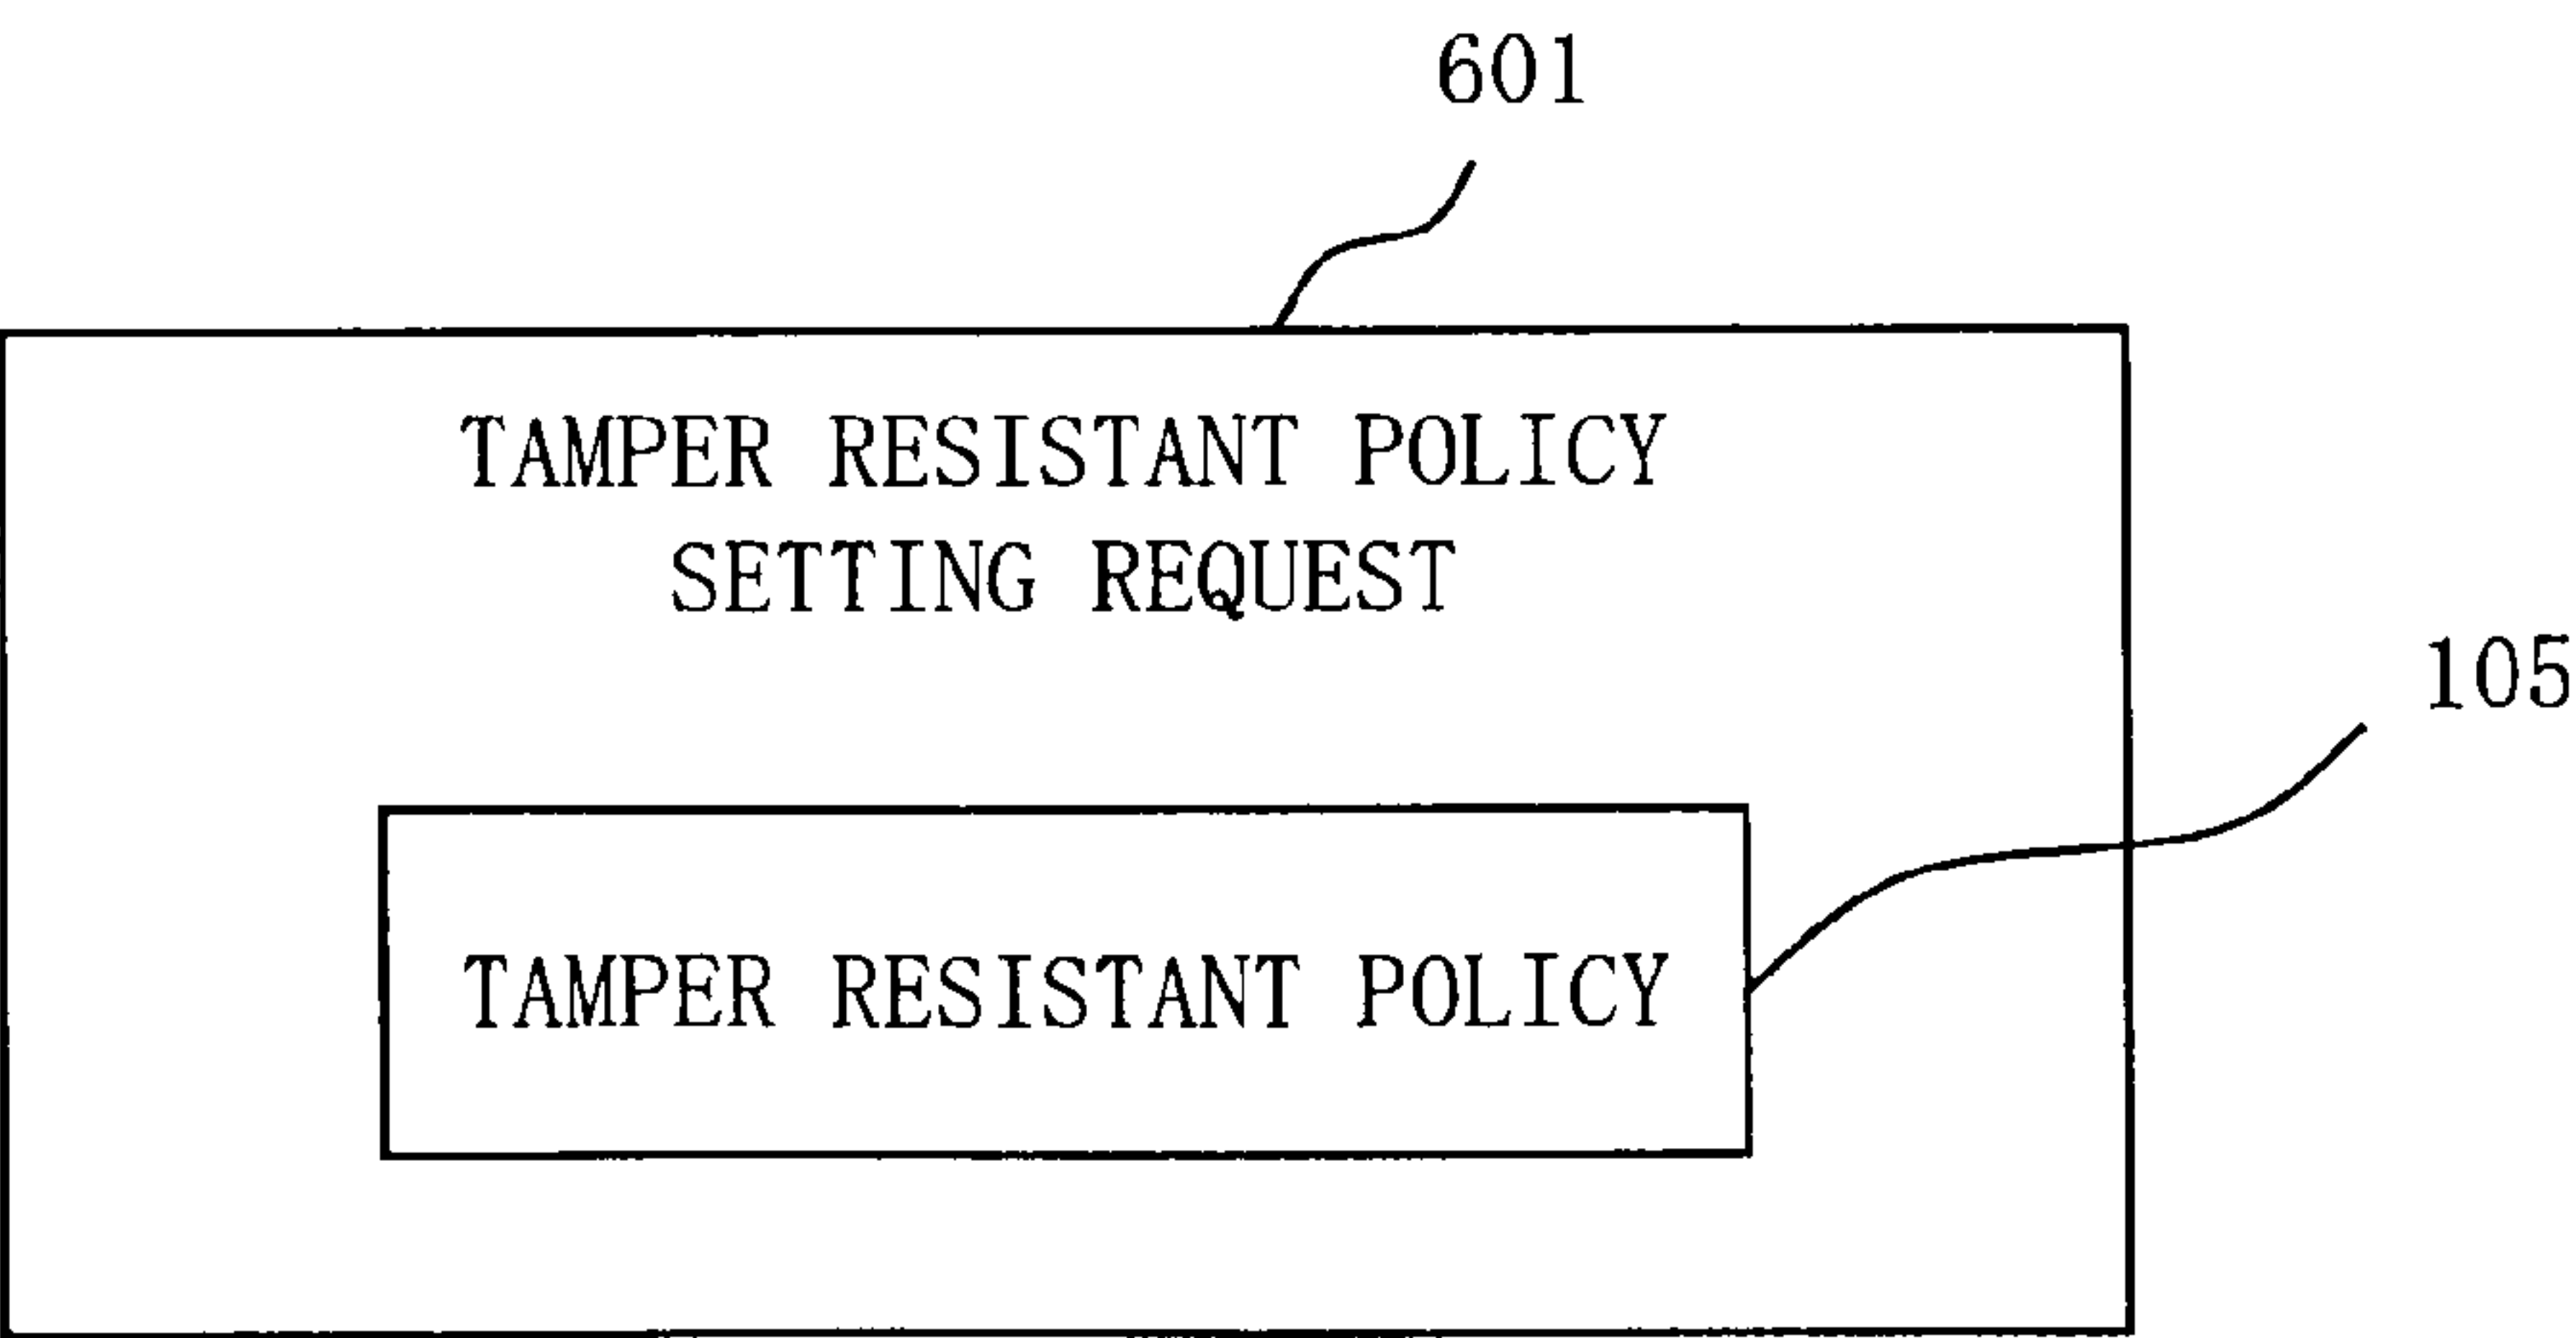 601
TAMPER RESISTANT POLICY
SETTING REQUEST
105
TAMPER RESISTANT POLICY